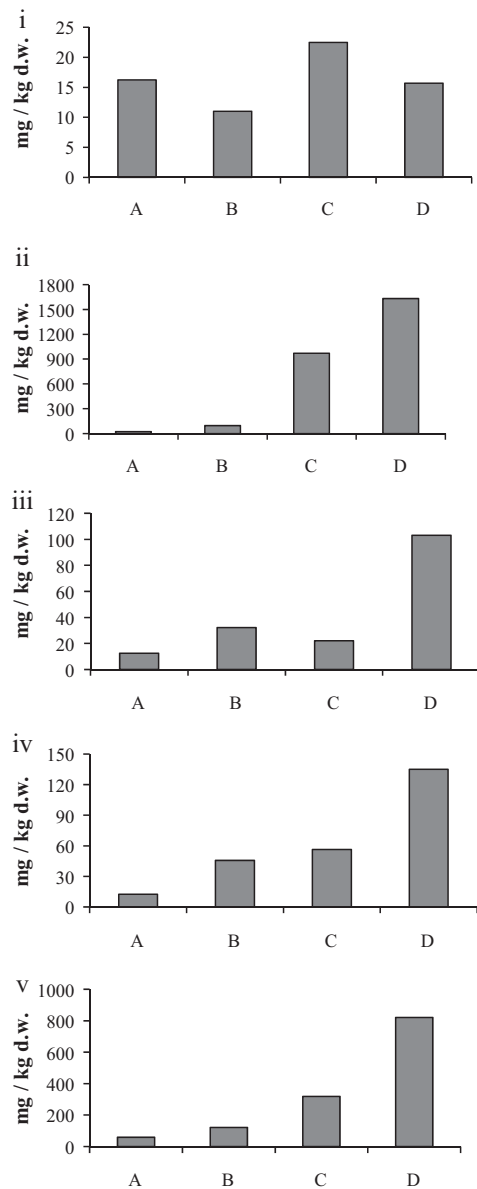 i
mg / kg d.w.
25
20
15
10
5
0
A B C D
ii
mg / kg d.w.
1800
1500
1200
900
600
300
0
A B C D
iii
mg / kg d.w.
120
100
80
60
40
20
0
A B C D
iv
mg / kg d.w.
150
120
90
60
30
0
A B C D
v
mg / kg d.w.
1000
800
600
400
200
0
A B C D